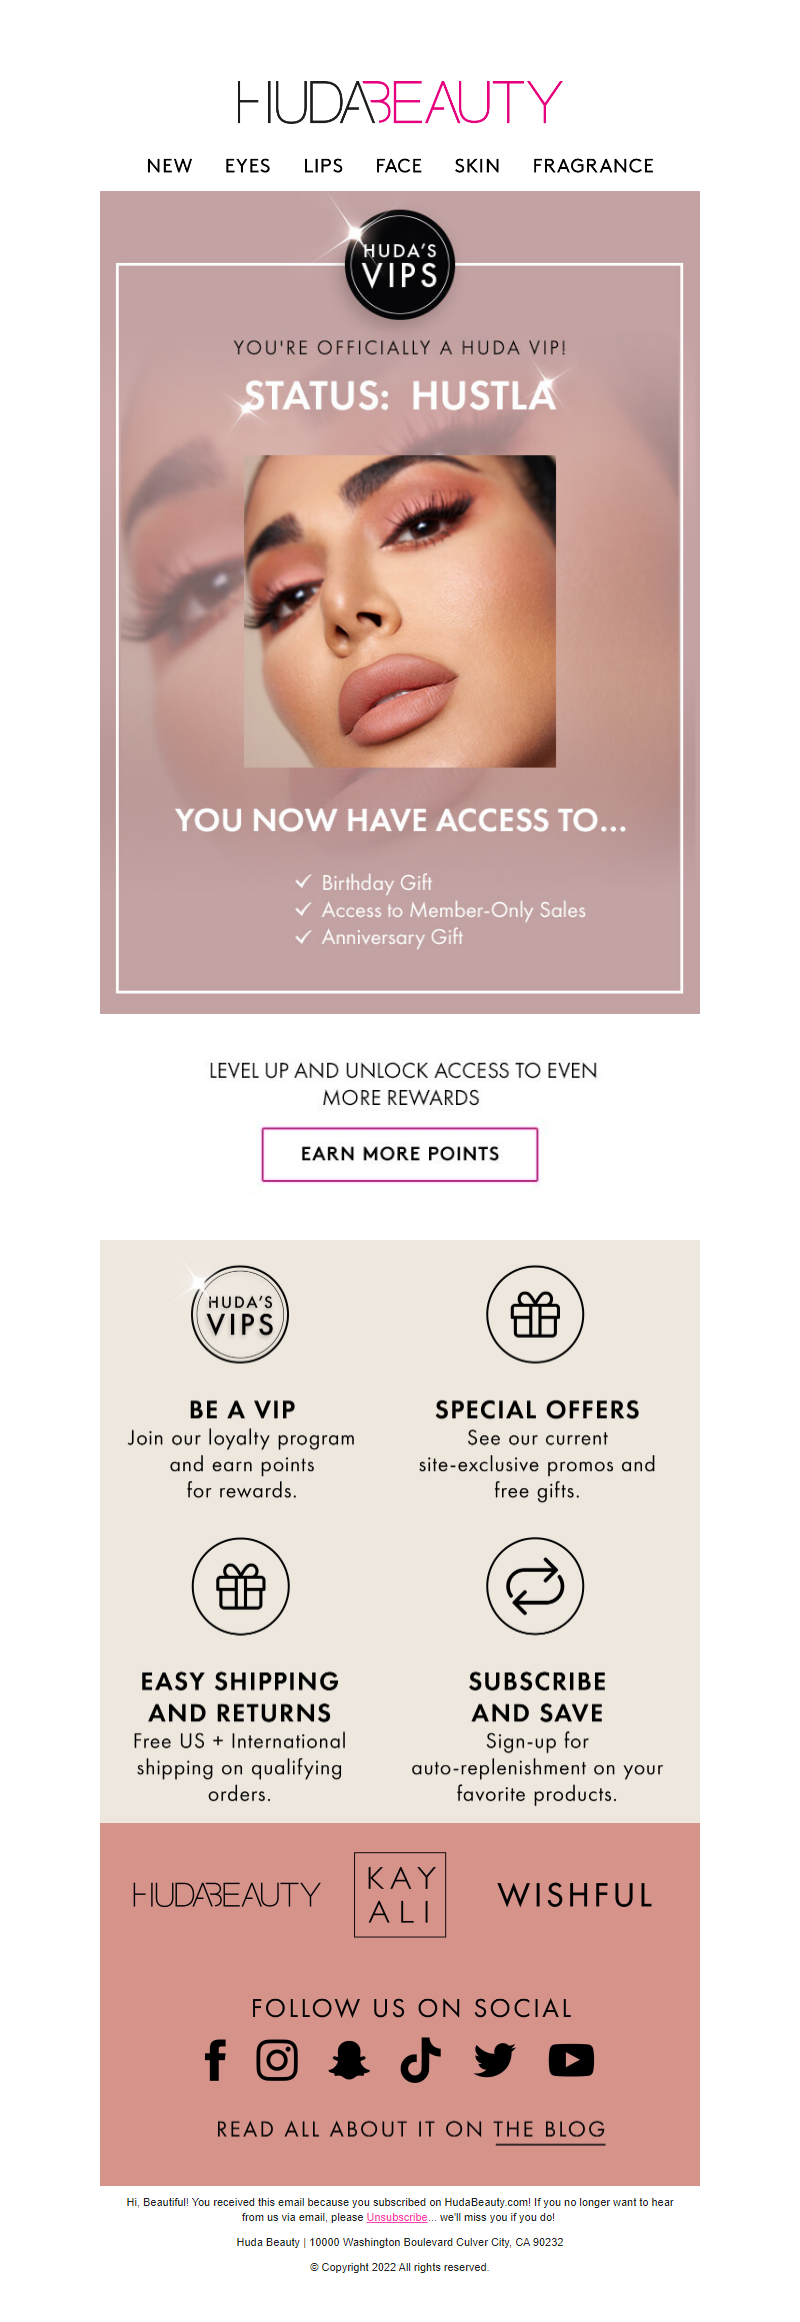 HUDABEAUTY
NEW EYES LIPS FACE SKIN FRAGRANCE
HUDA'S
VIPS
YOU'RE OFFICIALLY A HUDA VIP!
STATUS: HUSTLA
YOU NOW HAVE ACCESS TO...
Birthday Gift
Access to Member-Only Sales
Anniversary Gift
LEVEL UP AND UNLOCK ACCESS TO EVEN
MORE REWARDS
EARN MORE POINTS
HUDA'S
VIPS
BE A VIP
Join our loyalty program
and earn points
for rewards.
SPECIAL OFFERS
See our current
site-exclusive promos and
free gifts.
EASY SHIPPING
AND RETURNS
Free US + International
shipping on qualifying
orders.
SUBSCRIBE
AND SAVE
Sign-up for
auto-replenishment on your
favorite products.
HUDABEAUTY
KAY
ALI
WISHFUL
FOLLOW US ON SOCIAL
READ ALL ABOUT IT ON THE BLOG
Hi, Beautiful! You received this email because you subscribed on HudaBeauty.com! If you no longer want to hear
from us via email, please Unsubscribe... we'll miss you if you do!
Huda Beauty | 10000 Washington Boulevard Culver City, CA 90232
© Copyright 2022 All rights reserved.